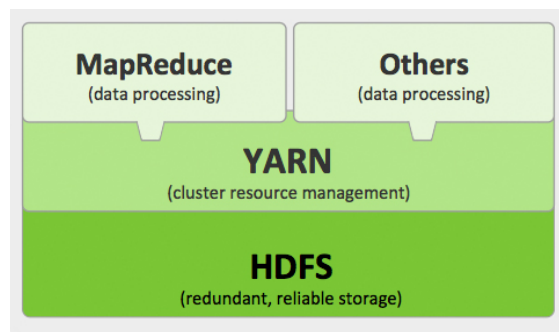 MapReduce
(data processing)
Others
(data processing)
YARN
(cluster resource management)
HDFS
(redundant, reliable storage)